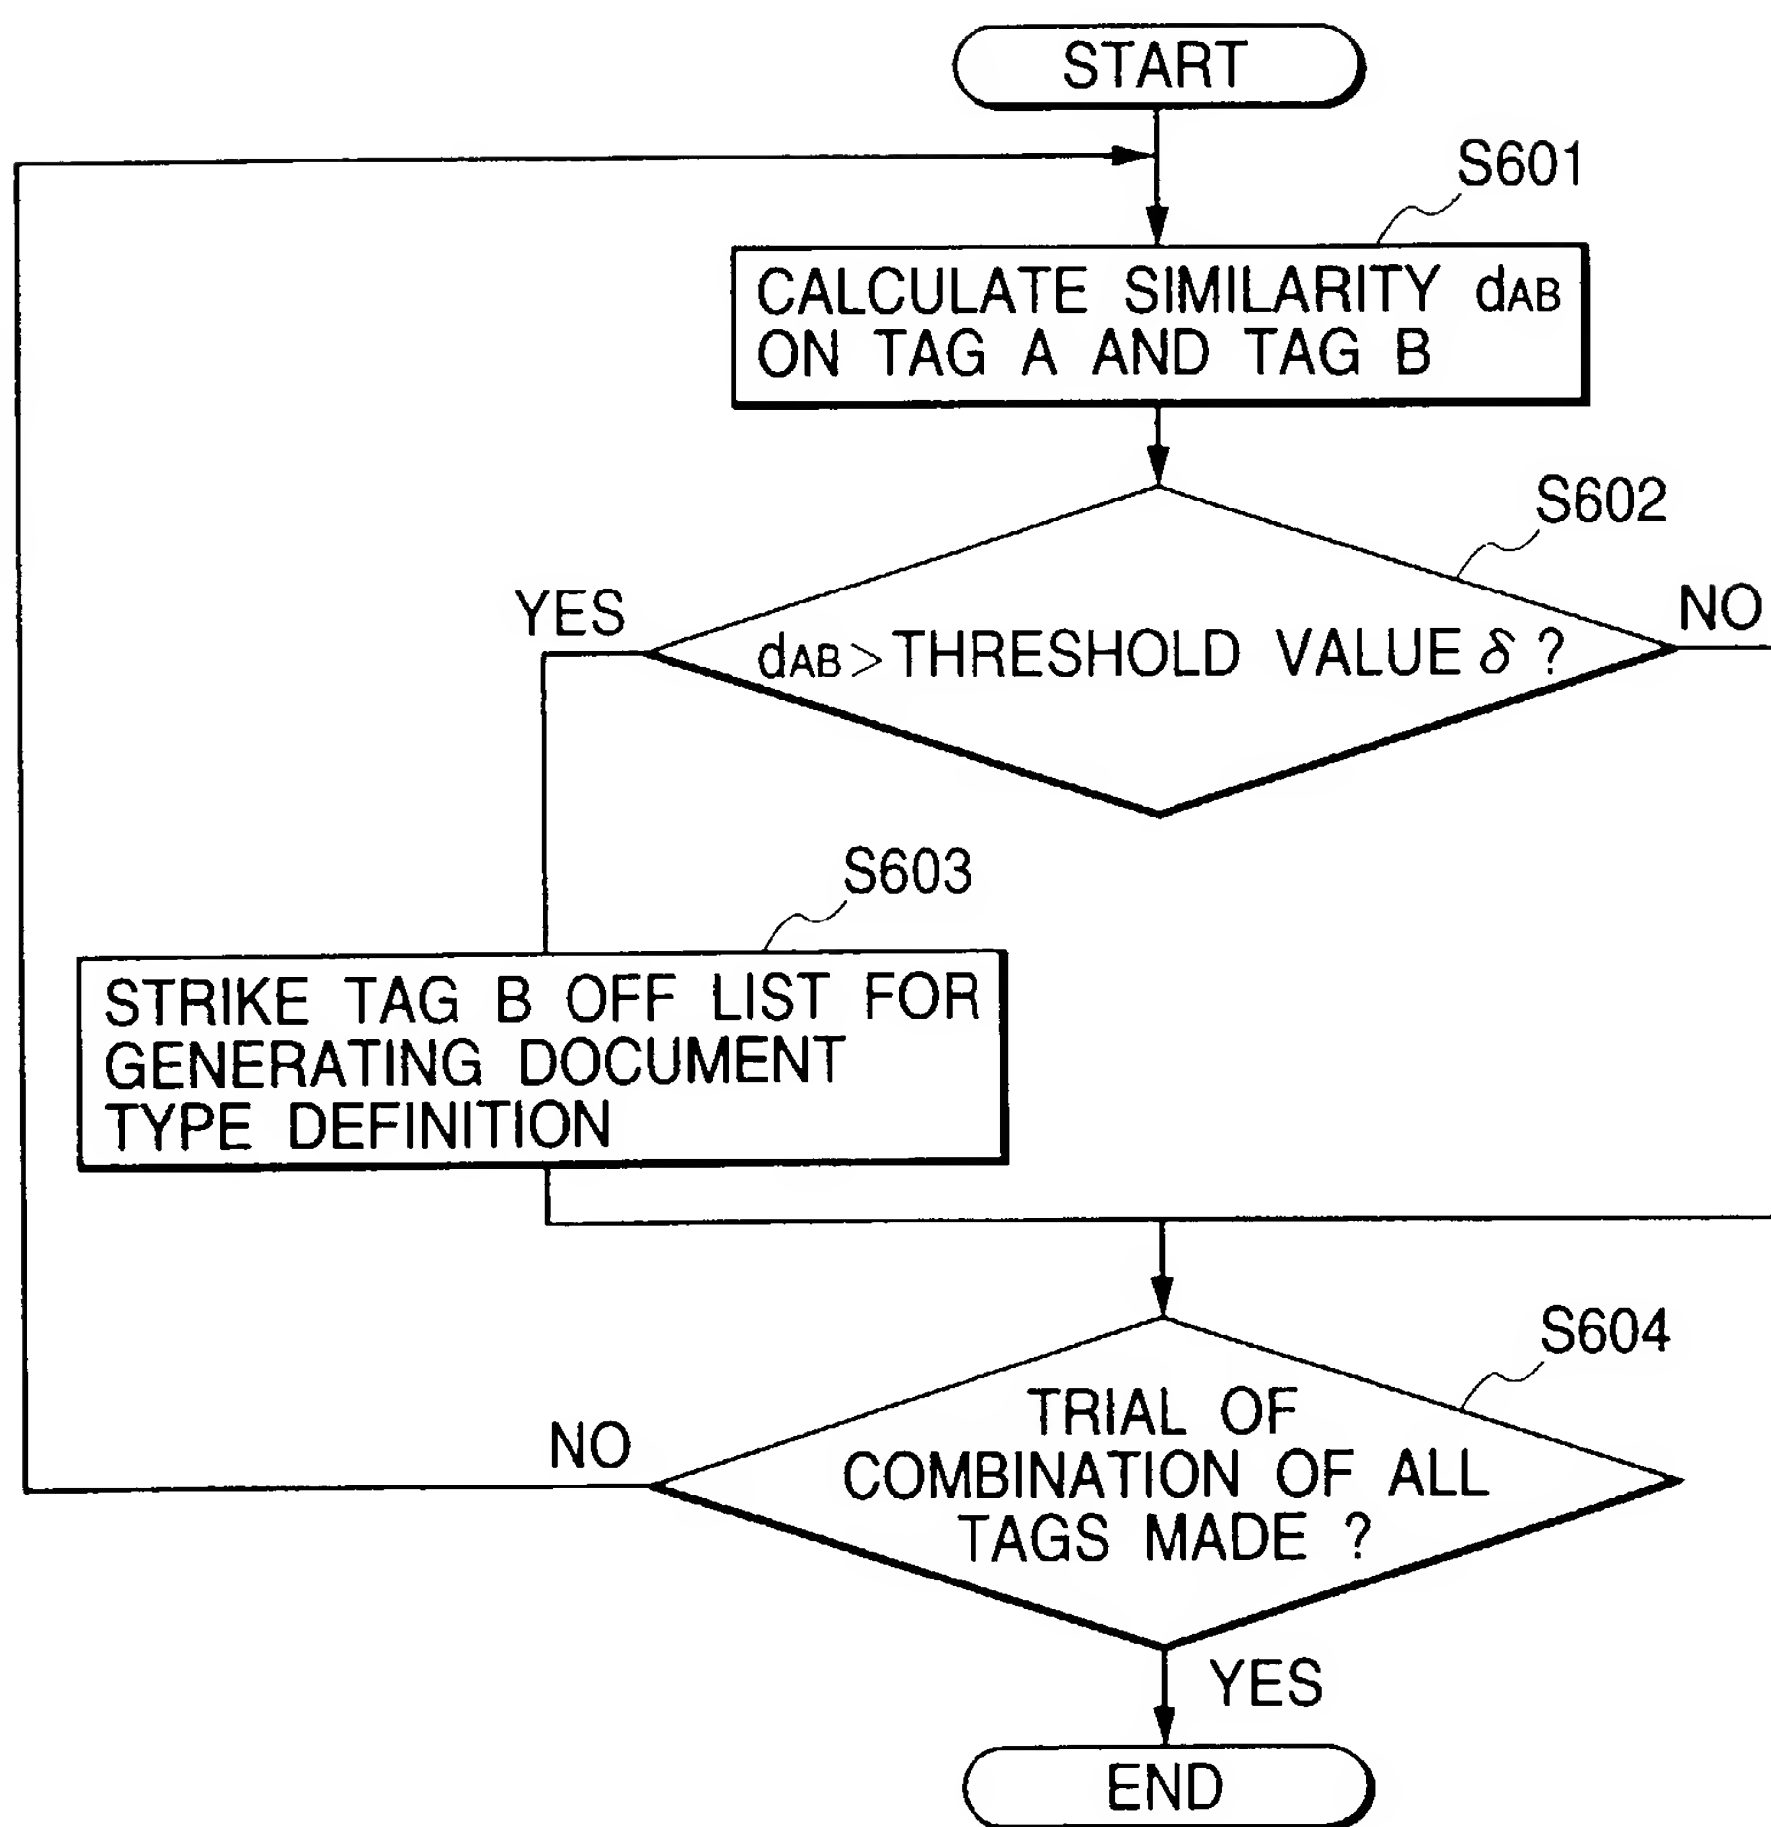 START
S601
CALCULATE SIMILARITY dAB
ON TAG A AND TAG B
S602
YES
NO
dAB > THRESHOLD VALUE δ ?
S603
STRIKE TAG B OFF LIST FOR
GENERATING DOCUMENT
TYPE DEFINITION
S604
NO
TRIAL OF
COMBINATION OF ALL
TAGS MADE ?
YES
END